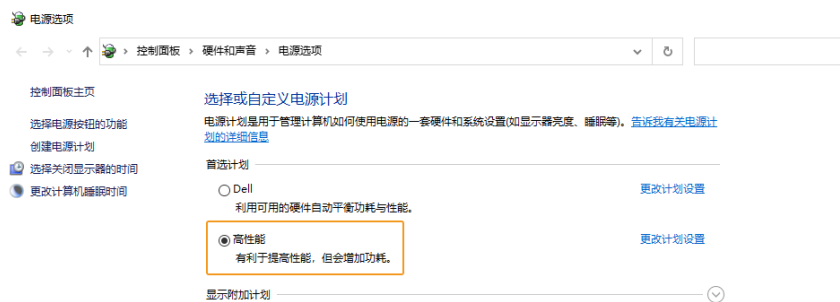 电源选项
控制面板 › 硬件和声音 › 电源选项
控制面板主页
选择电源按钮的功能
创建电源计划
选择关闭显示器的时间
更改计算机睡眠时间
选择或自定义电源计划
电源计划是用于管理计算机如何使用电源的一套硬件和系统设置(如显示器亮度、睡眠等)。告诉我有关电源计
划的详细信息
首选计划
Dell 更改计划设置
利用可用的硬件自动平衡功耗与性能。
高性能 更改计划设置
有利于提高性能，但会增加功耗。
显示附加计划